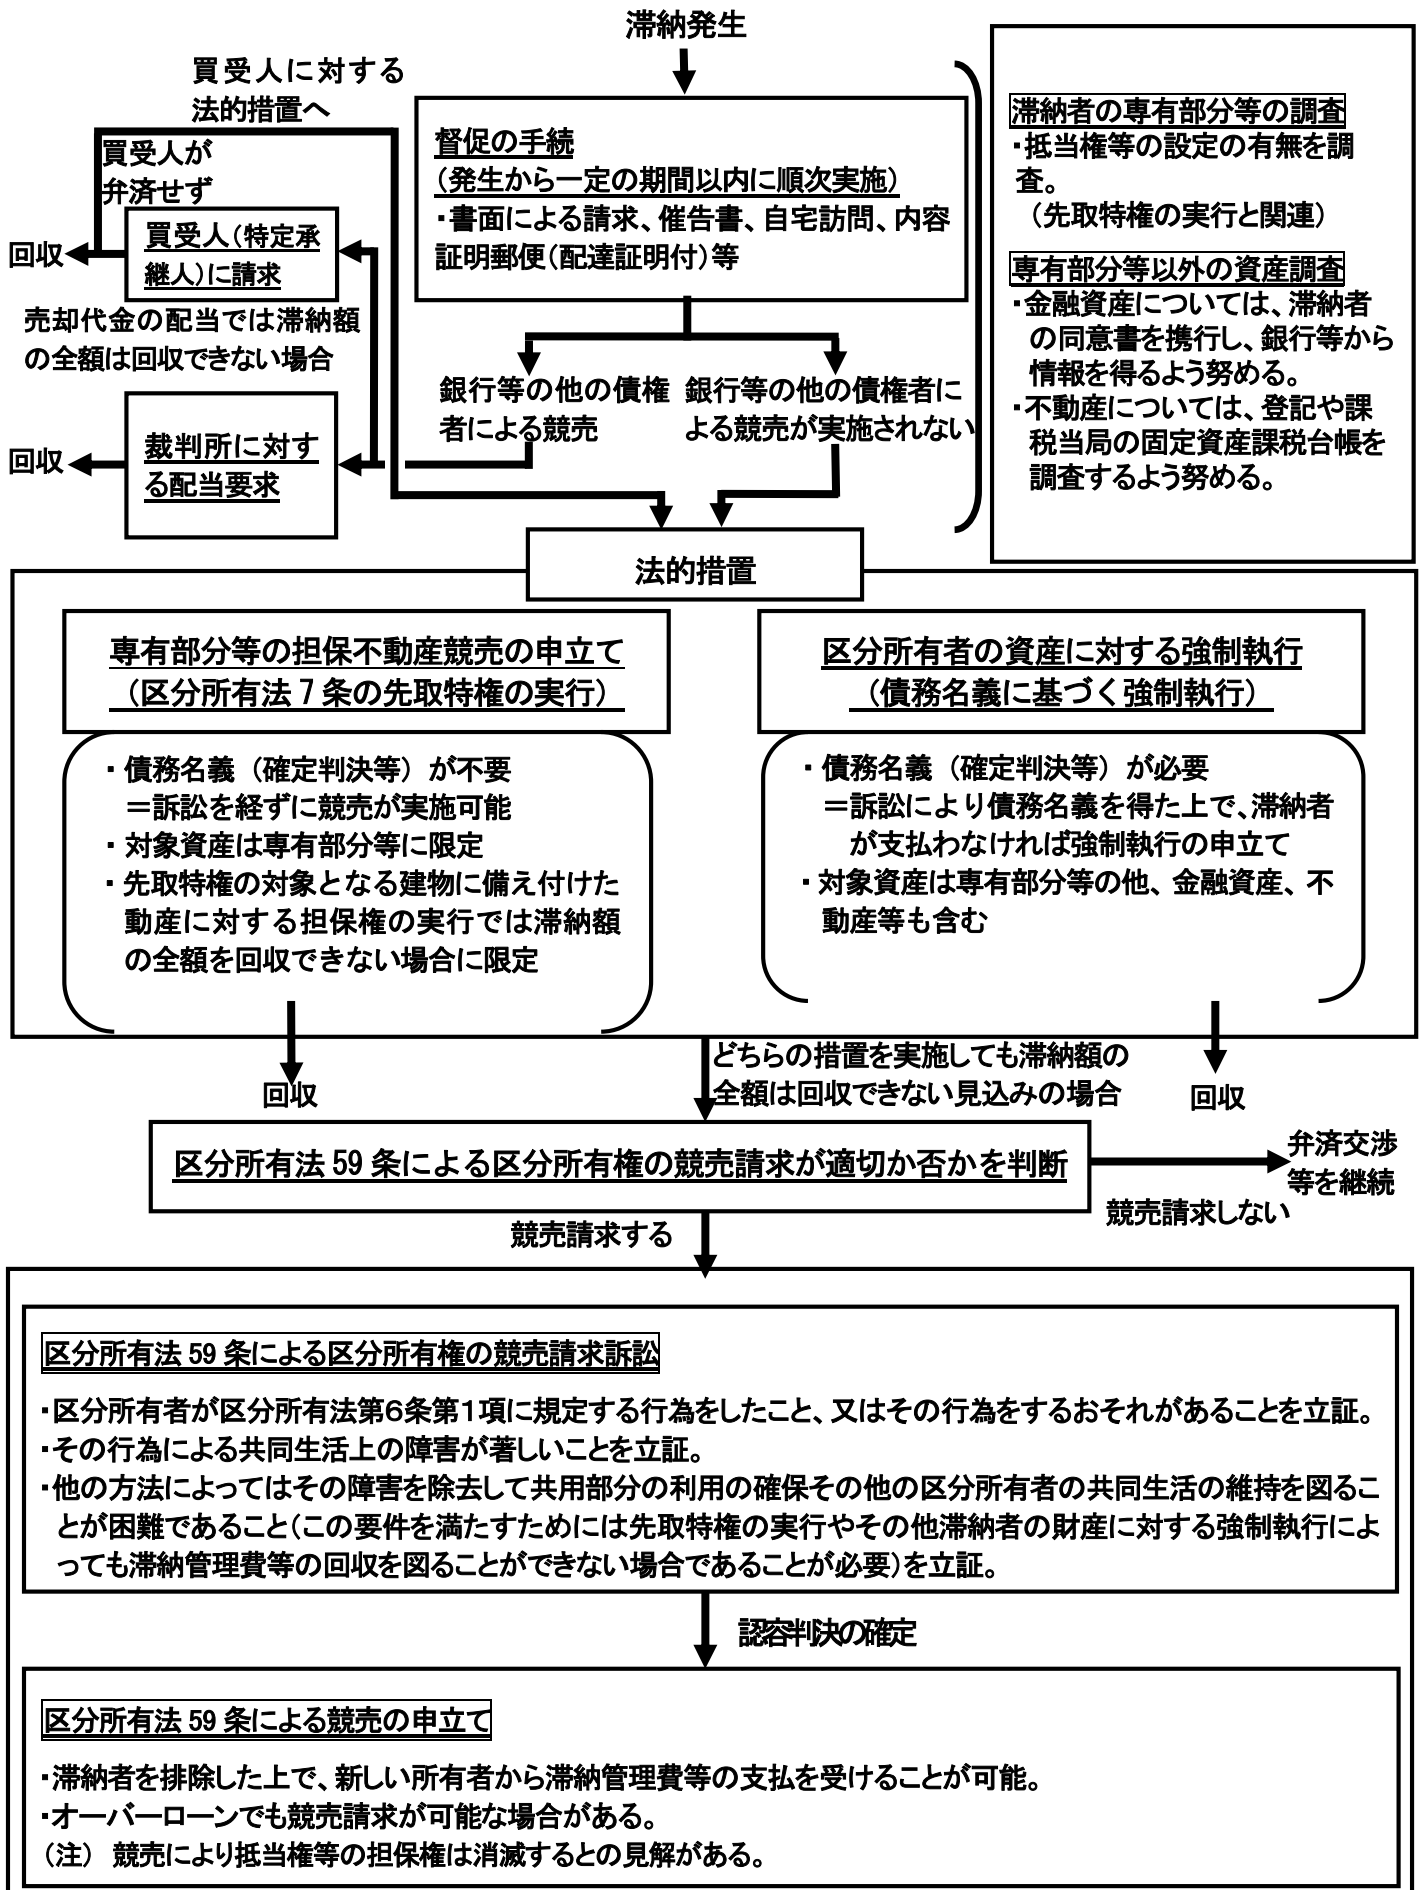 滞納発生
買受人に対する
法的措置へ
買受人が
弁済せず
回収
買受人（特定承
継人）に請求
売却代金の配当では滞納額
の全額は回収できない場合
回収
裁判所に対す
る配当要求
督促の手続
（発生から一定の期間以内に順次実施）
・書面による請求、催告書、自宅訪問、内容
証明郵便（配達証明付）等
銀行等の他の債権
者による競売
銀行等の他の債権者に
よる競売が実施されない
滞納者の専有部分等の調査
・抵当権等の設定の有無を調
査。
（先取特権の実行と関連）
専有部分等以外の資産調査
・金融資産については、滞納者
の同意書を携行し、銀行等から
情報を得るよう努める。
・不動産については、登記や課
税当局の固定資産課税台帳を
調査するよう努める。
法的措置
専有部分等の担保不動産競売の申立て
（区分所有法７条の先取特権の実行）
・債務名義（確定判決等）が不要
＝訴訟を経ずに競売が実施可能
・対象資産は専有部分等に限定
・先取特権の対象となる建物に備え付けた
動産に対する担保権の実行では滞納額
の全額を回収できない場合に限定
回収
区分所有者の資産に対する強制執行
（債務名義に基づく強制執行）
・債務名義（確定判決等）が必要
＝訴訟により債務名義を得た上で、滞納者
が支払わなければ強制執行の申立て
・対象資産は専有部分等の他、金融資産、不
動産等も含む
回収
どちらの措置を実施しても滞納額の
全額は回収できない見込みの場合
区分所有法 59 条による区分所有権の競売請求が適切か否かを判断
弁済交渉
等を継続
競売請求しない
競売請求する
区分所有法 59 条による区分所有権の競売請求訴訟
・区分所有者が区分所有法第６条第１項に規定する行為をしたこと、又はその行為をするおそれがあることを立証。
・その行為による共同生活上の障害が著しいことを立証。
・他の方法によってはその障害を除去して共用部分の利用の確保その他の区分所有者の共同生活の維持を図るこ
とが困難であること（この要件を満たすためには先取特権の実行やその他滞納者の財産に対する強制執行によ
っても滞納管理費等の回収を図ることができない場合であることが必要）を立証。
認容判決の確定
区分所有法 59 条による競売の申立て
・滞納者を排除した上で、新しい所有者から滞納管理費等の支払を受けることが可能。
・オーバーローンでも競売請求が可能な場合がある。
（注） 競売により抵当権等の担保権は消滅するとの見解がある。